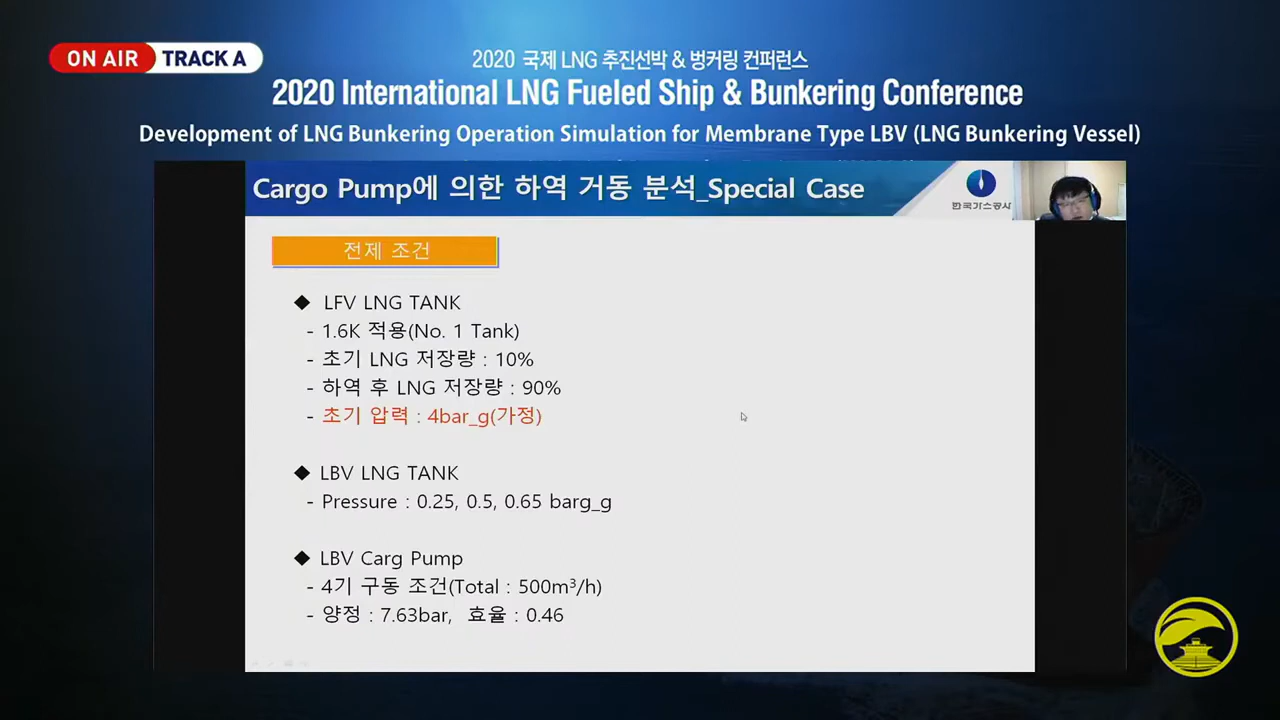 ON AIR TRACK A
2020 국제 LNG 추진선박 & 벙커링 컨퍼런스
2020 International LNG Fueled Ship & Bunkering Conference
Development of LNG Bunkering Operation Simulation for Membrane Type LBV (LNG Bunkering Vessel)
Cargo Pump에 의한 하역 거동 분석_Special Case
한국가스공사
전제 조건
◆ LFV LNG TANK
- 1.6K 적용(No. 1 Tank)
- 초기 LNG 저장량 : 10%
- 하역 후 LNG 저장량 : 90%
- 초기 압력 : 4bar_g(가정)
◆ LBV LNG TANK
- Pressure : 0.25, 0.5, 0.65 barg_g
◆ LBV Carg Pump
- 4기 구동 조건(Total : 500m³/h)
- 양정 : 7.63bar, 효율 : 0.46